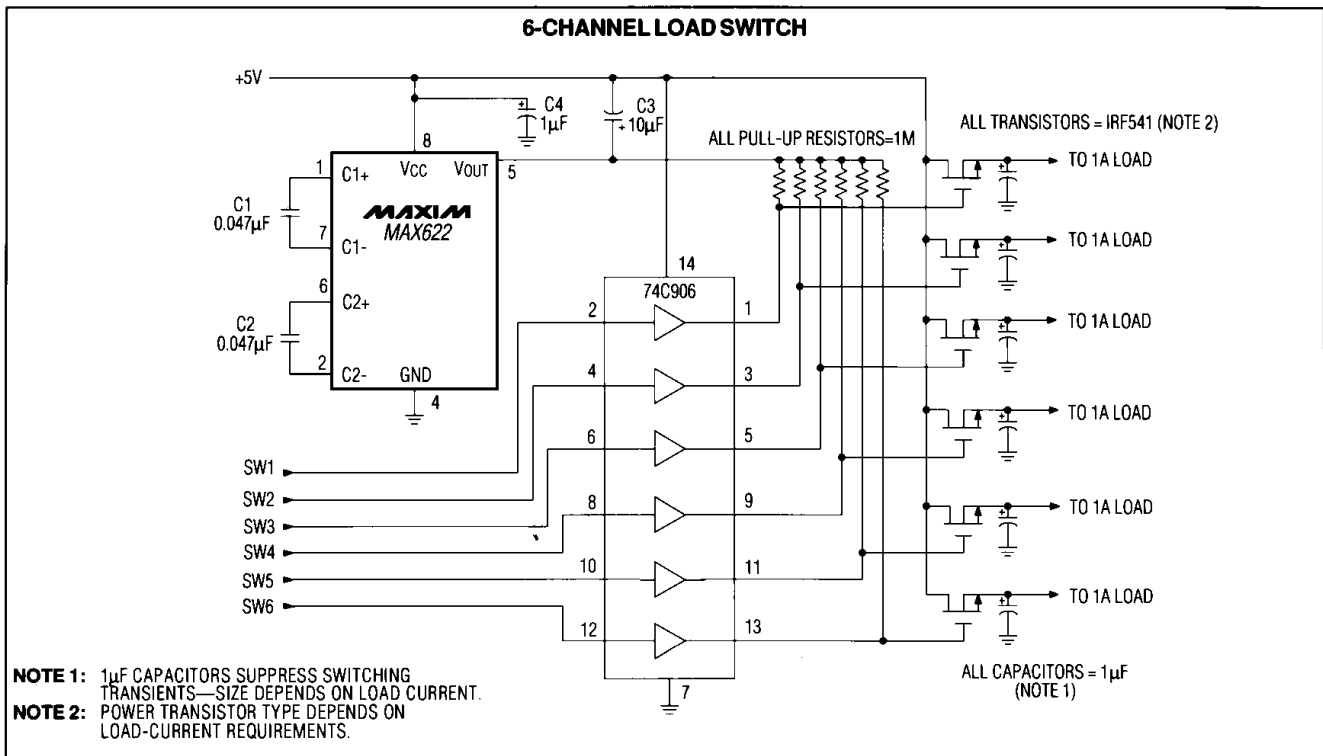 6-CHANNEL LOAD SWITCH
+5V
C4
1µF
C3
+10µF
ALL PULL-UP RESISTORS=1M
ALL TRANSISTORS = IRF541 (NOTE 2)
8
VCC
VOUT
5
1
C1+
C1
0.047µF
MAXIM
MAX622
7
C1-
6
C2+
C2
0.047µF
2
C2-
GND
4
TO 1A LOAD
TO 1A LOAD
TO 1A LOAD
TO 1A LOAD
TO 1A LOAD
TO 1A LOAD
14
74C906
2
1
4
3
6
5
8
9
10
11
12
13
7
SW1
SW2
SW3
SW4
SW5
SW6
ALL CAPACITORS = 1µF
(NOTE 1)
NOTE 1: 1µF CAPACITORS SUPPRESS SWITCHING
TRANSIENTS—SIZE DEPENDS ON LOAD CURRENT.
NOTE 2: POWER TRANSISTOR TYPE DEPENDS ON
LOAD-CURRENT REQUIREMENTS.